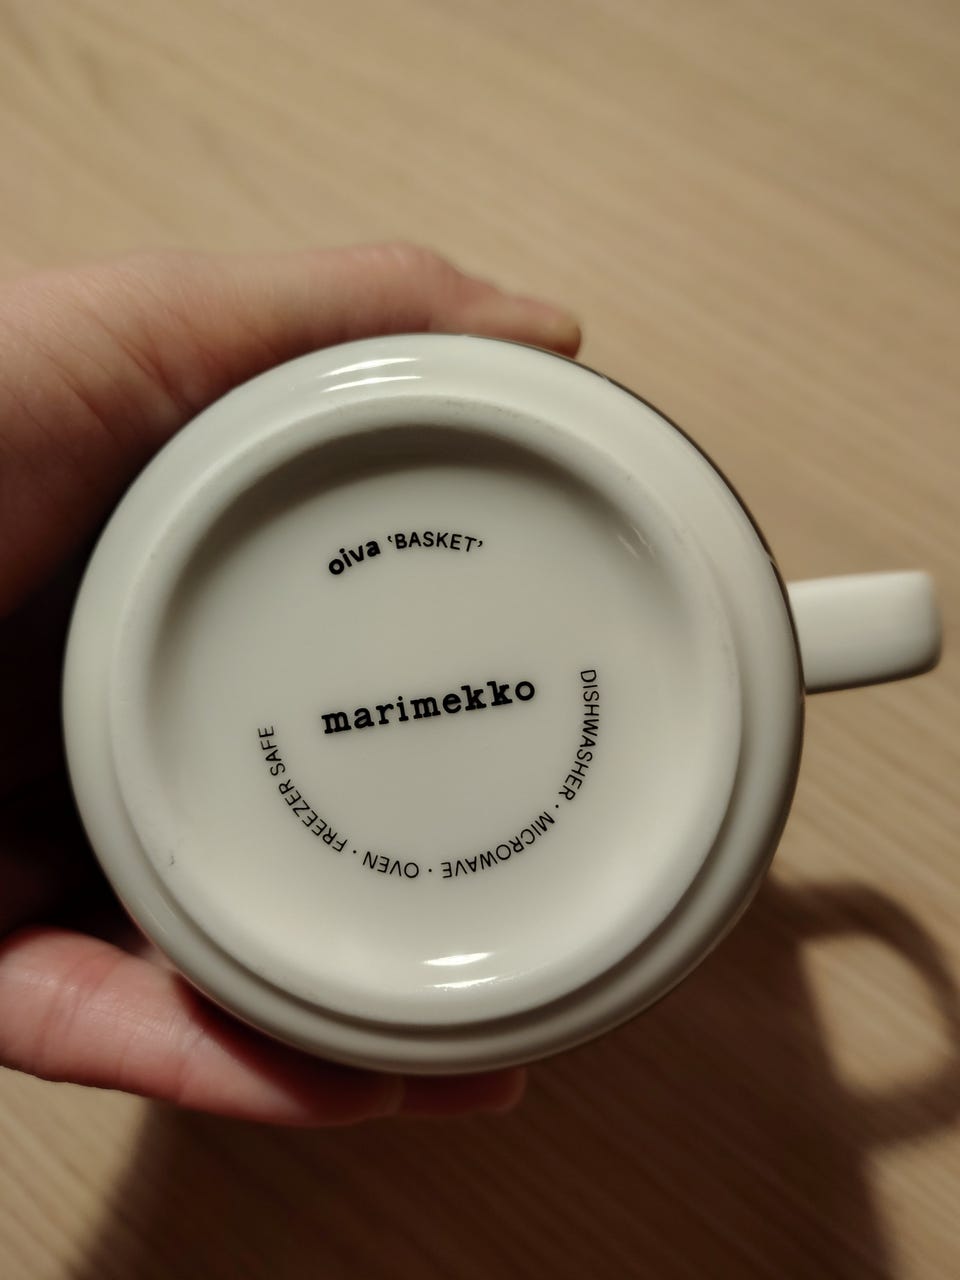 oiva ‘BASKET’
marimekko
DISHWASHER · MICROWAVE · OVEN · FREEZER SAFE